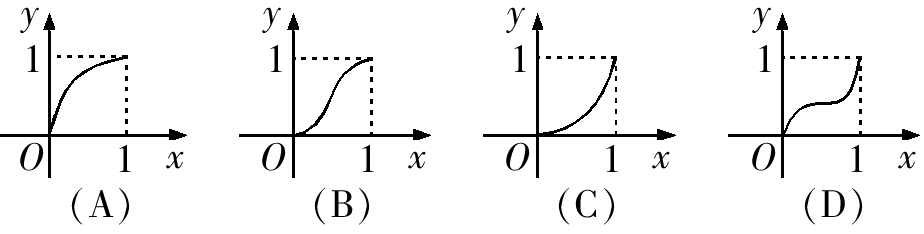 y y y y
1 1 1 1
O 1 x O 1 x O 1 x O 1 x
(A) (B) (C) (D)